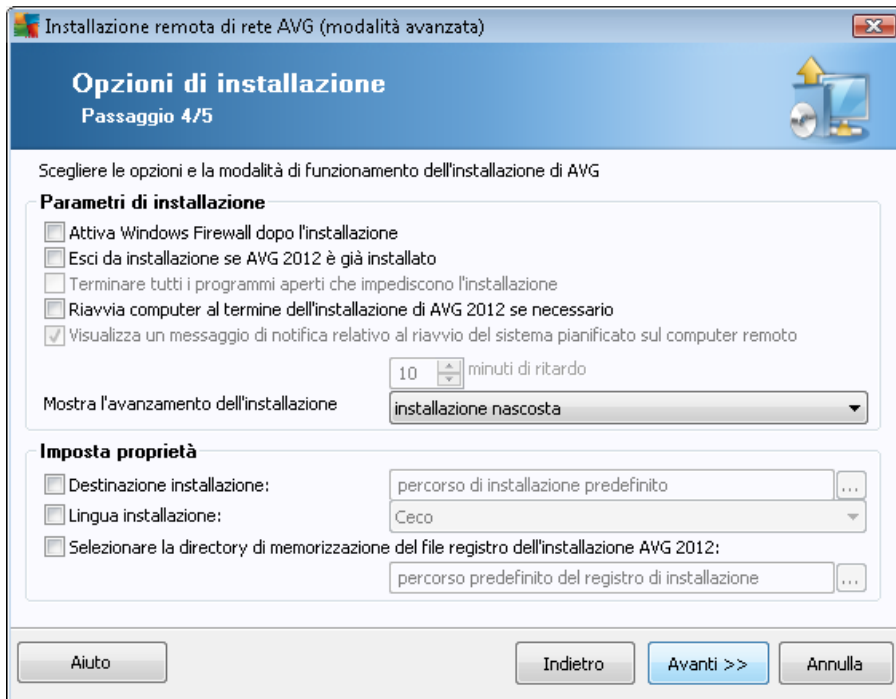 Installazione remota di rete AVG (modalità avanzata)
Opzioni di installazione
Passaggio 4/5
Scegliere le opzioni e la modalità di funzionamento dell'installazione di AVG
Parametri di installazione
Attiva Windows Firewall dopo l'installazione
Esci da installazione se AVG 2012 è già installato
Terminare tutti i programmi aperti che impediscono l'installazione
Riavvia computer al termine dell'installazione di AVG 2012 se necessario
Visualizza un messaggio di notifica relativo al riavvio del sistema pianificato sul computer remoto
10 minuti di ritardo
Mostra l'avanzamento dell'installazione installazione nascosta
Imposta proprietà
Destinazione installazione: percorso di installazione predefinito ...
Lingua installazione: Ceco
Selezionare la directory di memorizzazione del file registro dell'installazione AVG 2012:
percorso predefinito del registro di installazione ...
Aiuto Indietro Avanti >> Annulla